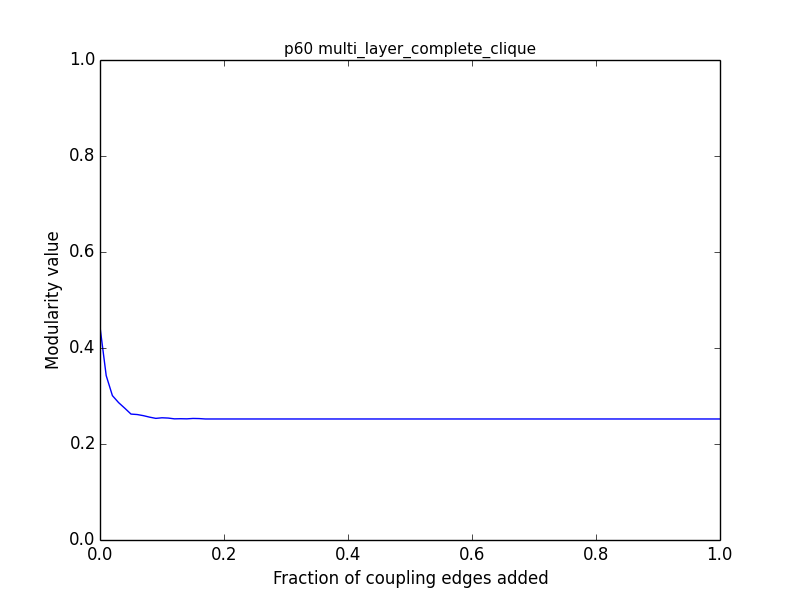 p60 multi_layer_complete_clique
1.0
0.8
0.6
0.4
0.2
0.0
Modularity value
0.0 0.2 0.4 0.6 0.8 1.0
Fraction of coupling edges added